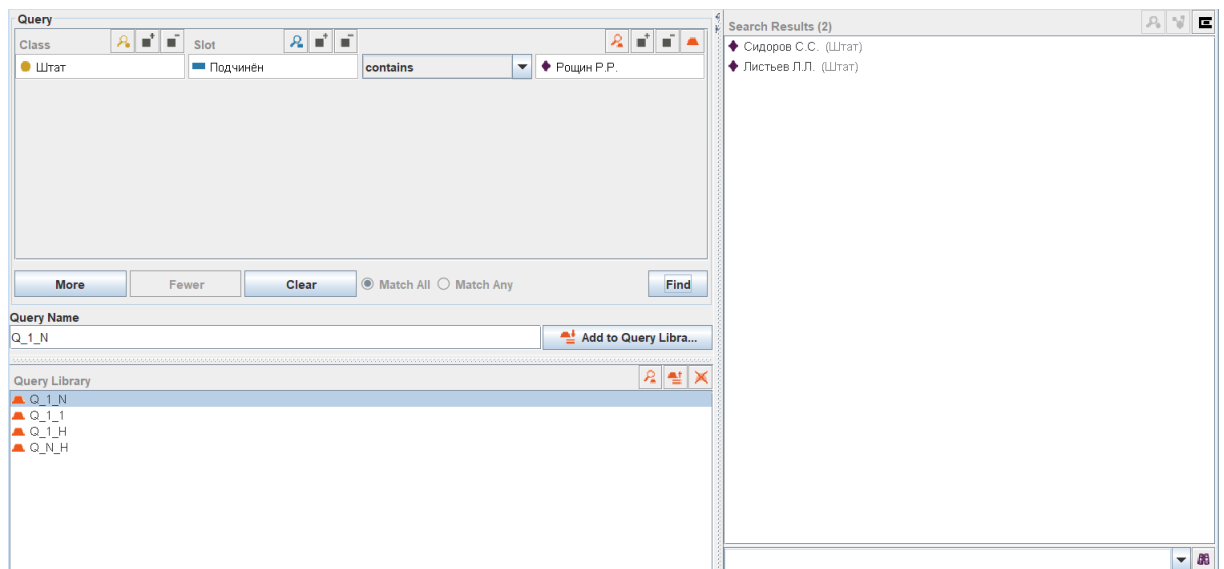 Query
Class Slot
Штат Подчинён contains Рощин Р.Р.
More Fewer Clear Match All Match Any Find
Query Name
Q_1_N Add to Query Libra...
Query Library
Q_1_N
Q_1_1
Q_1_H
Q_N_H
Search Results (2)
Сидоров С.С. (Штат)
Листьев Л.Л. (Штат)